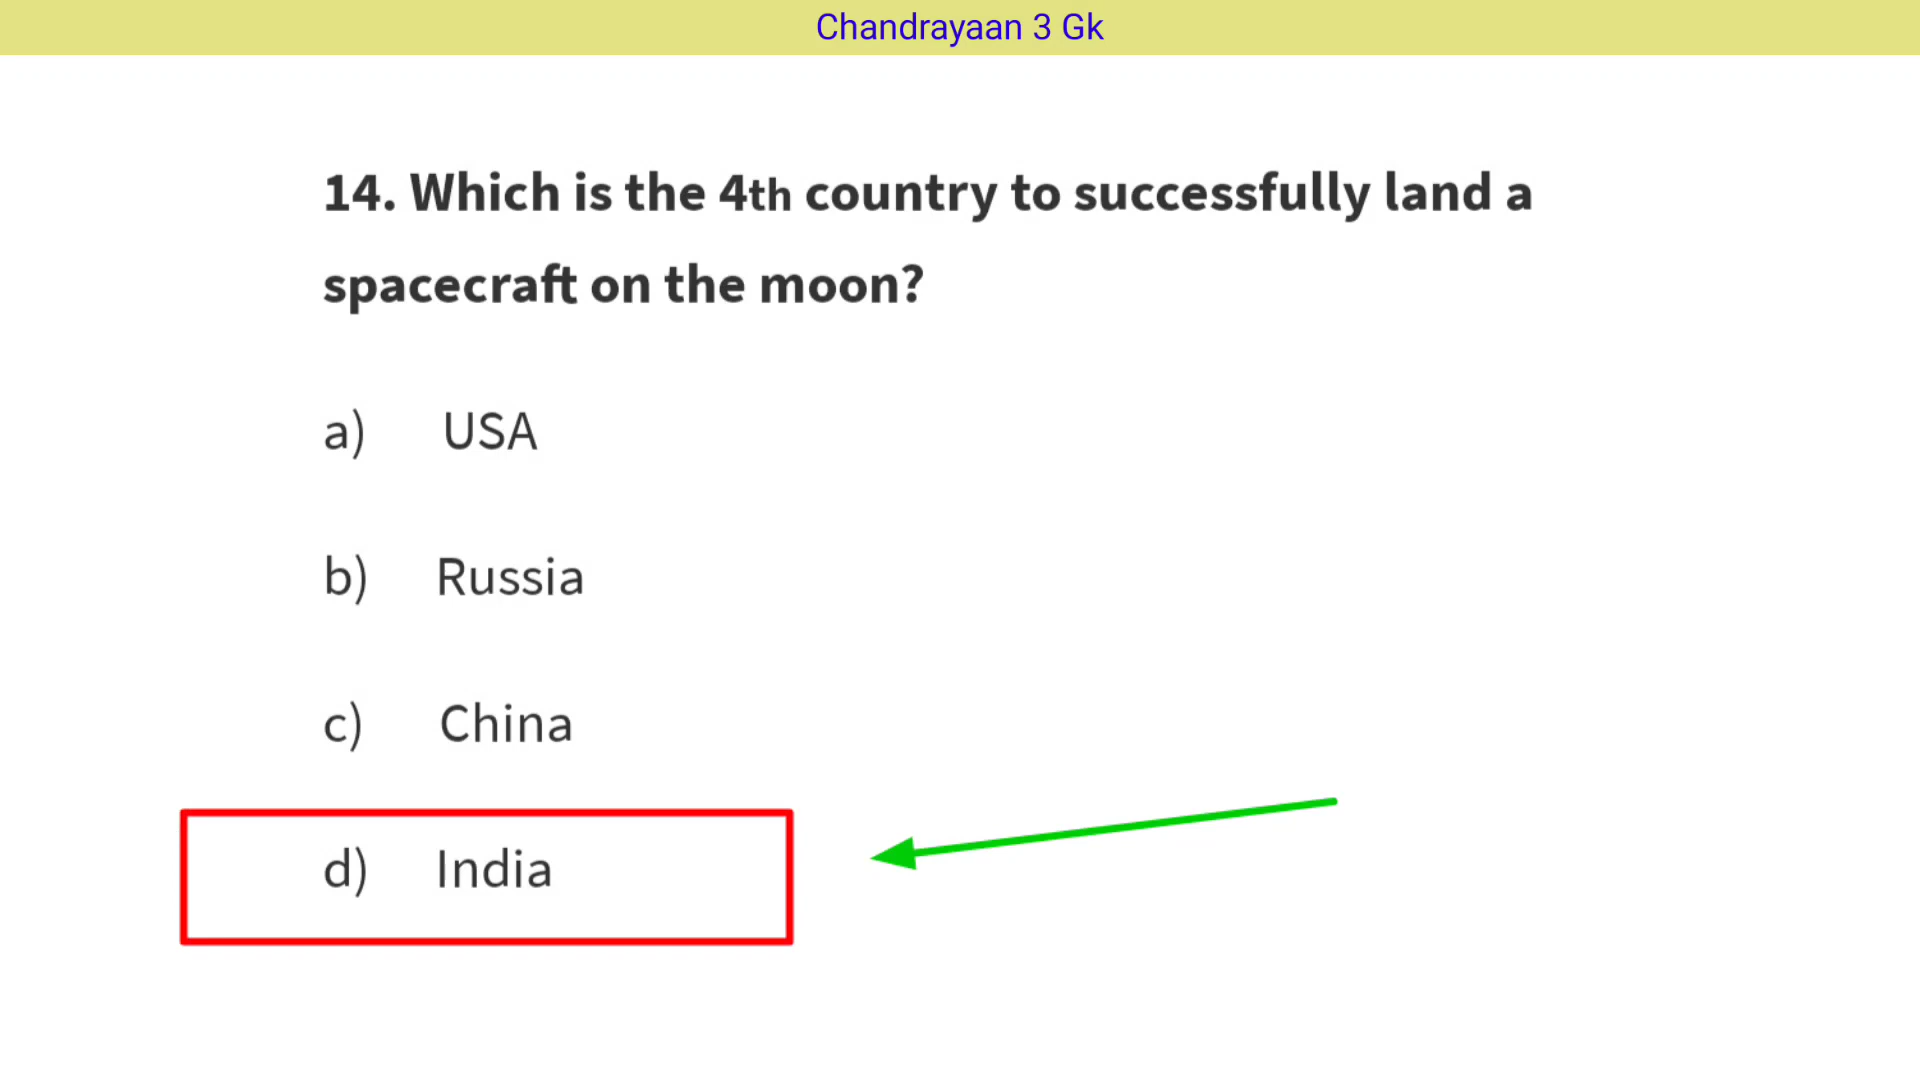 Chandrayaan 3 Gk
14. Which is the 4th country to successfully land a
spacecraft on the moon?
a) USA
b) Russia
c) China
d) India